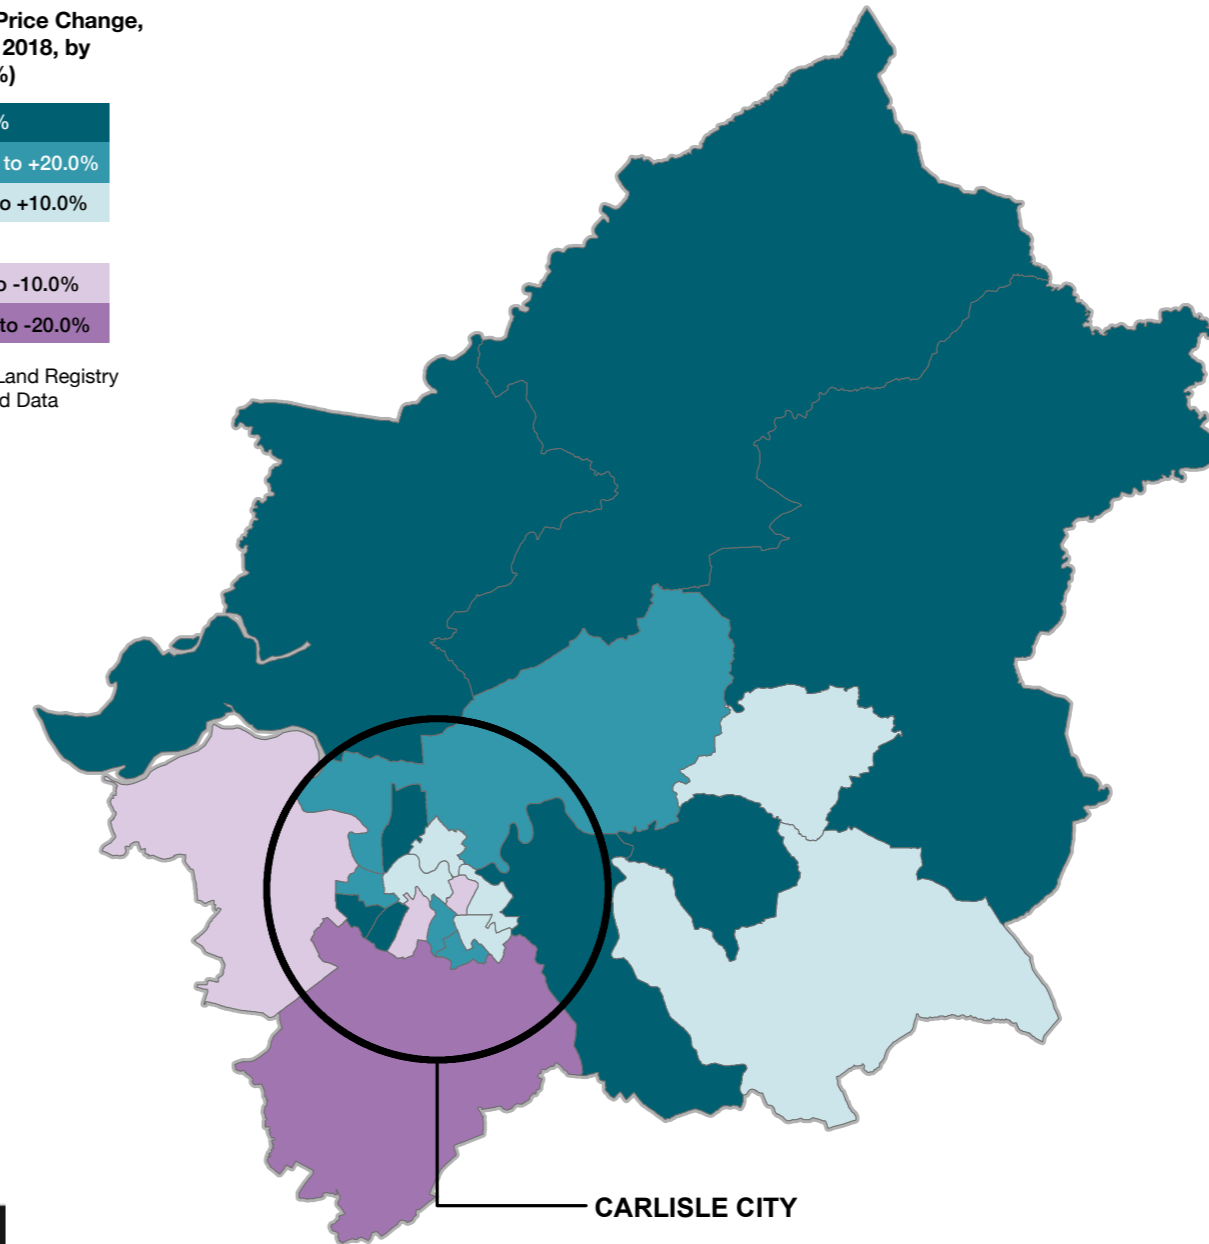 Price Change,
2018, by
%)
%
to +20.0%
o +10.0%
o -10.0%
to -20.0%
Land Registry
d Data
CARLISLE CITY